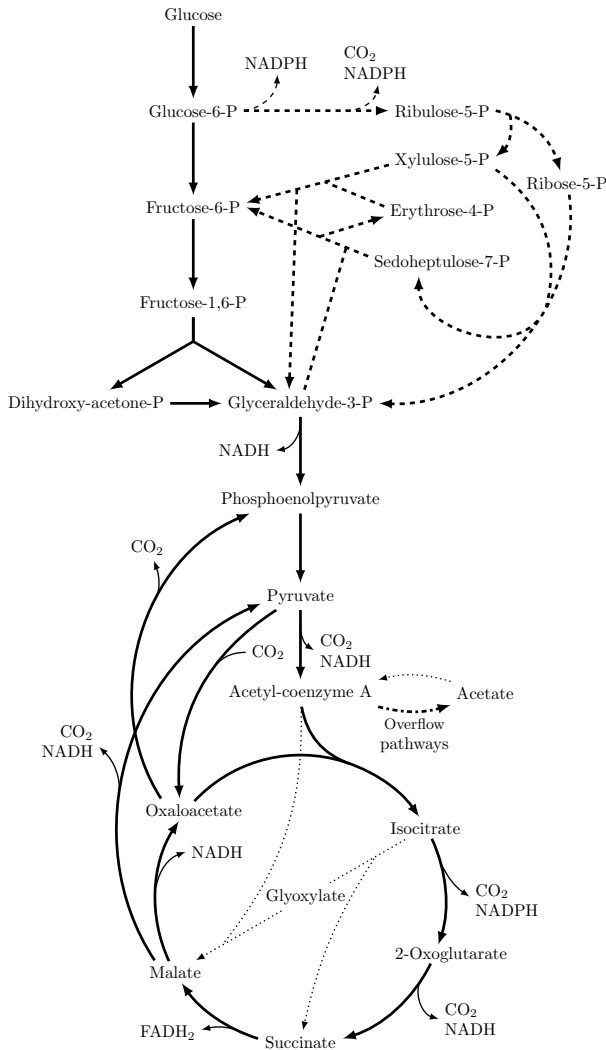 Glucose
NADPH
CO₂
NADPH
Glucose-6-P
Ribulose-5-P
Xylulose-5-P
Ribose-5-P
Fructose-6-P
Erythrose-4-P
Sedoheptulose-7-P
Fructose-1,6-P
Dihydroxy-acetone-P
Glyceraldehyde-3-P
NADH
Phosphoenolpyruvate
CO₂
Pyruvate
CO₂
CO₂
NADH
Acetyl-coenzyme A
Acetate
Overflow
pathways
CO₂
NADH
Oxaloacetate
Isocitrate
NADH
Glyoxylate
CO₂
NADPH
2-Oxoglutarate
Malate
CO₂
NADH
FADH₂
Succinate